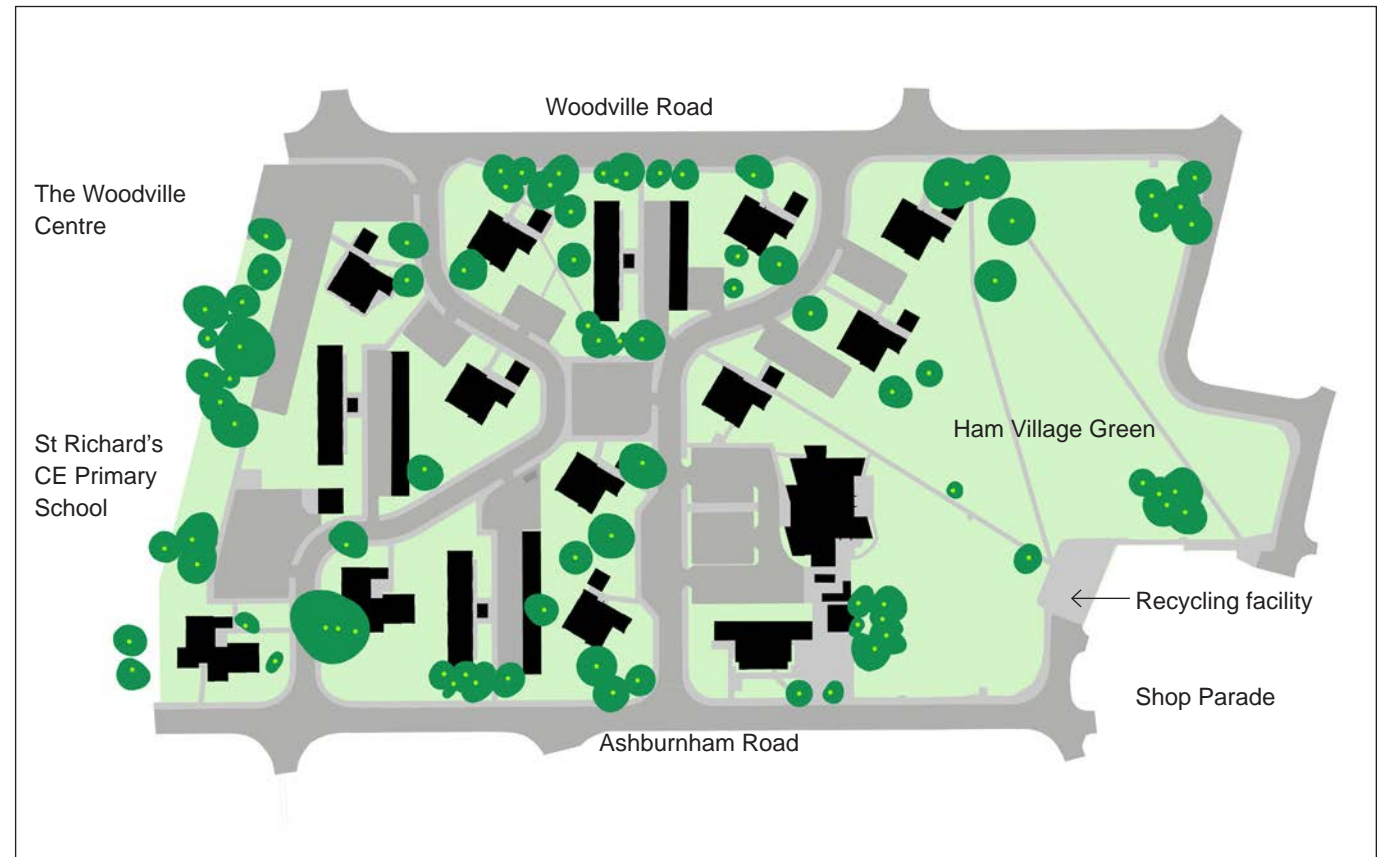 Woodville Road
The Woodville
Centre
St Richard's
CE Primary
School
Ham Village Green
Recycling facility
Shop Parade
Ashburnham Road